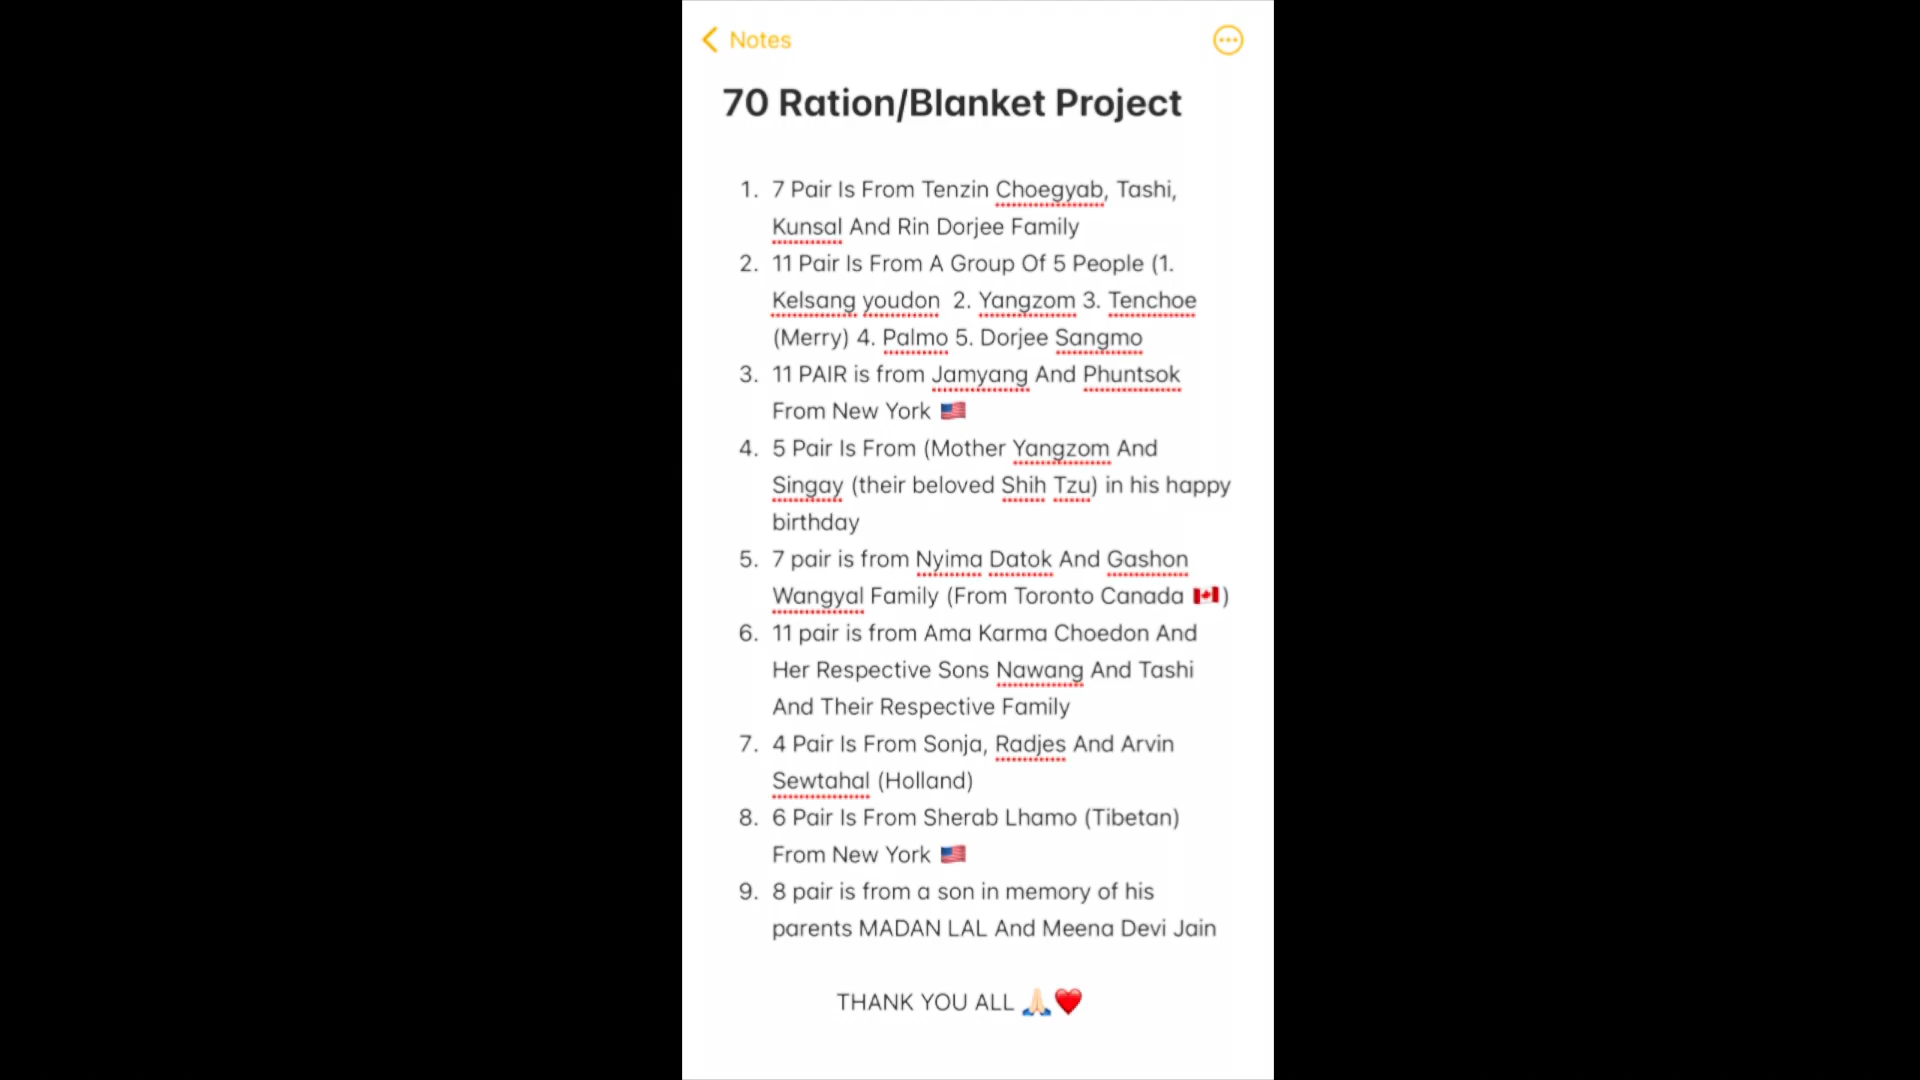 Notes
70 Ration/Blanket Project
1. 7 Pair Is From Tenzin Choegyab, Tashi,
Kunsal And Rin Dorjee Family
2. 11 Pair Is From A Group Of 5 People (1.
Kelsang youdon 2. Yangzom 3. Tenchoe
(Merry) 4. Palmo 5. Dorjee Sangmo
3. 11 PAIR is from Jamyang And Phuntsok
From New York 🇺🇸
4. 5 Pair Is From (Mother Yangzom And
Singay (their beloved Shih Tzu) in his happy
birthday
5. 7 pair is from Nyima Datok And Gashon
Wangyal Family (From Toronto Canada 🇨🇦)
6. 11 pair is from Ama Karma Choedon And
Her Respective Sons Nawang And Tashi
And Their Respective Family
7. 4 Pair Is From Sonja, Radjes And Arvin
Sewtahal (Holland)
8. 6 Pair Is From Sherab Lhamo (Tibetan)
From New York 🇺🇸
9. 8 pair is from a son in memory of his
parents MADAN LAL And Meena Devi Jain
THANK YOU ALL 🙏🏻❤️